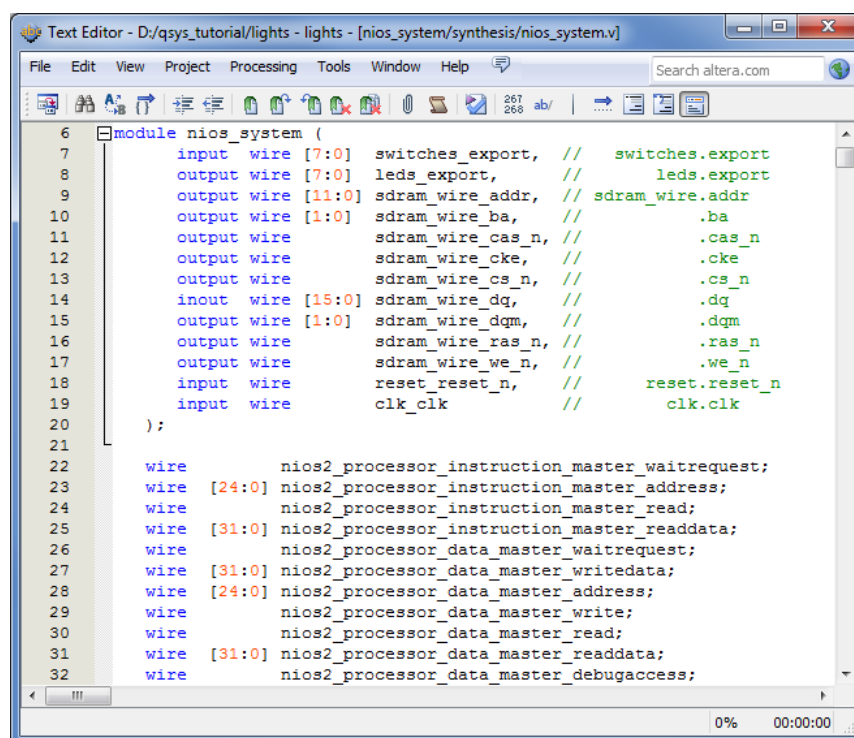 Text Editor - D:/qsys_tutorial/lights - lights - [nios_system/synthesis/nios_system.v]
File Edit View Project Processing Tools Window Help Search altera.com
267
268 ab/
6 module nios_system (
7 input wire [7:0] switches_export, // switches.export
8 output wire [7:0] leds_export, // leds.export
9 output wire [11:0] sdram_wire_addr, // sdram_wire.addr
10 output wire [1:0] sdram_wire_ba, // .ba
11 output wire sdram_wire_cas_n, // .cas_n
12 output wire sdram_wire_cke, // .cke
13 output wire sdram_wire_cs_n, // .cs_n
14 inout wire [15:0] sdram_wire_dq, // .dq
15 output wire [1:0] sdram_wire_dqm, // .dqm
16 output wire sdram_wire_ras_n, // .ras_n
17 output wire sdram_wire_we_n, // .we_n
18 input wire reset_reset_n, // reset.reset_n
19 input wire clk_clk // clk.clk
20 );
21
22 wire nios2_processor_instruction_master_waitrequest;
23 wire [24:0] nios2_processor_instruction_master_address;
24 wire nios2_processor_instruction_master_read;
25 wire [31:0] nios2_processor_instruction_master_readdata;
26 wire nios2_processor_data_master_waitrequest;
27 wire [31:0] nios2_processor_data_master_writedata;
28 wire [24:0] nios2_processor_data_master_address;
29 wire nios2_processor_data_master_write;
30 wire nios2_processor_data_master_read;
31 wire [31:0] nios2_processor_data_master_readdata;
32 wire nios2_processor_data_master_debugaccess;
0% 00:00:00